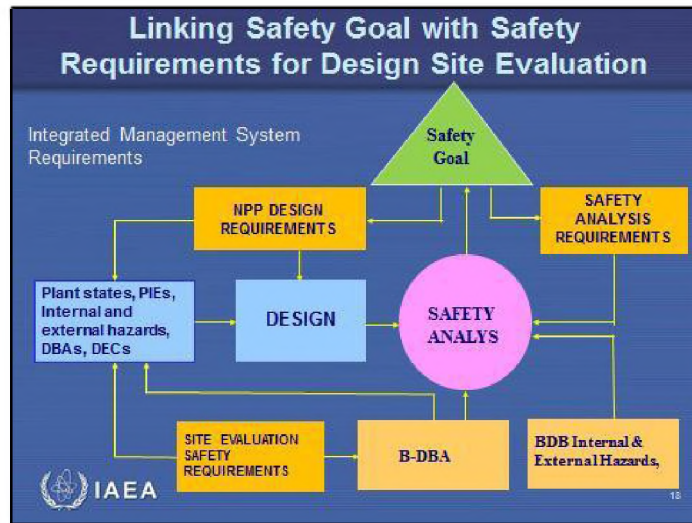 Linking Safety Goal with Safety
Requirements for Design Site Evaluation
Integrated Management System
Requirements
Safety
Goal
NPP DESIGN
REQUIREMENTS
SAFETY
ANALYSIS
REQUIREMENTS
Plant states, PIEs,
Internal and
external hazards,
DBAs, DECs
DESIGN
SAFETY
ANALYS
SITE EVALUATION
SAFETY
REQUIREMENTS
B-DBA
BDB Internal &
External Hazards,
IAEA
18